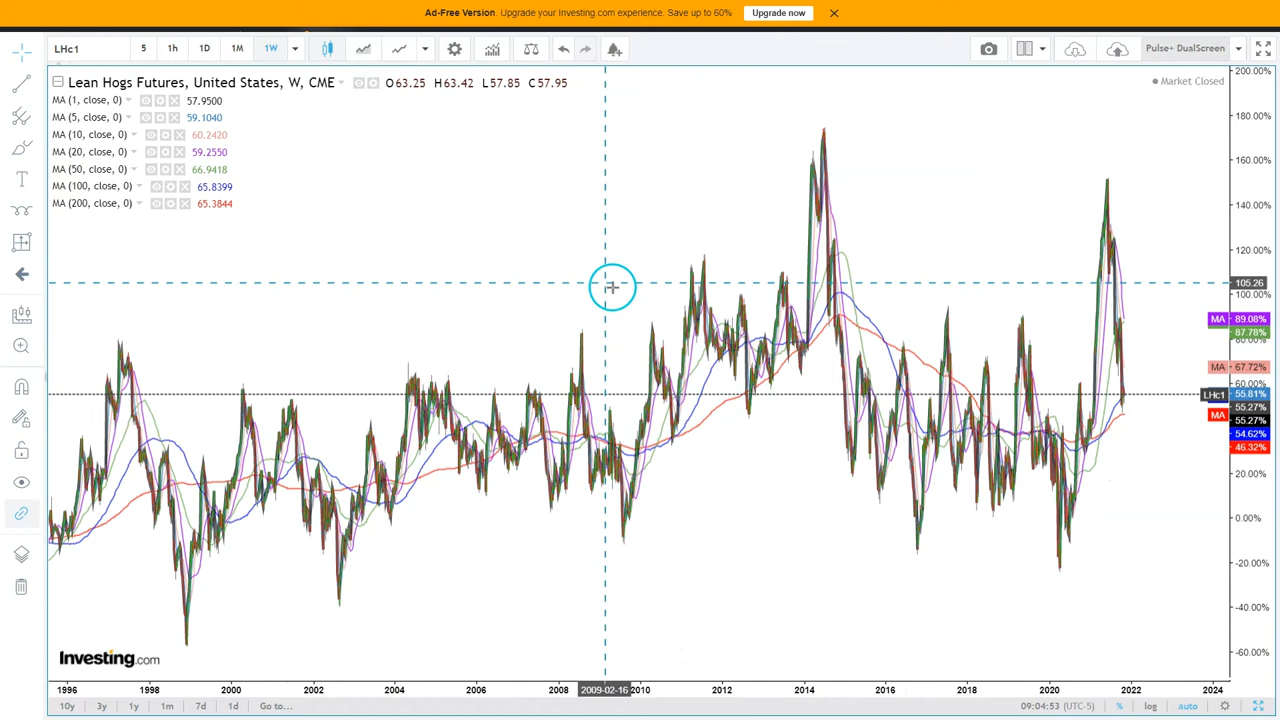 Ad-Free Version. Upgrade your Investing.com experience. Save up to 60% Upgrade now
LHc1 5 1h 1D 1M 1W Pulse+ DualScreen
Lean Hogs Futures, United States, W, CME O63.25 H63.42 L57.85 C57.95
Market Closed
MA (1, close, 0) 57.9500
MA (5, close, 0) 59.1040
MA (10, close, 0) 60.2420
MA (20, close, 0) 59.2550
MA (50, close, 0) 66.9418
MA (100, close, 0) 65.8399
MA (200, close, 0) 65.3844
200.00%
180.00%
160.00%
140.00%
120.00%
105.26
100.00%
MA 89.08%
87.78%
80.00%
MA 67.72%
60.00%
LHc1 55.81%
55.27%
MA 55.27%
54.62%
46.32%
20.00%
0.00%
-20.00%
-40.00%
-60.00%
Investing.com
1996 1998 2000 2002 2004 2006 2008 2009-02-16 2010 2012 2014 2016 2018 2020 2022 2024
10y 3y 1y 1m 7d 1d Go to... 09:04:53 (UTC-5) % log auto